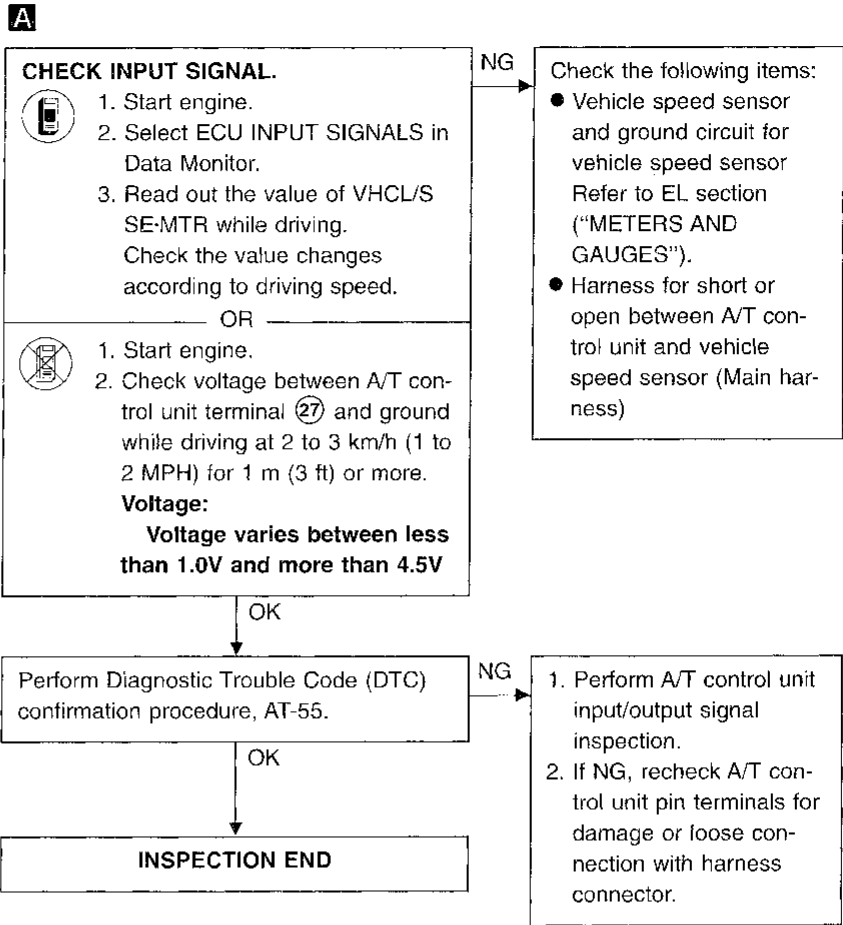 A
CHECK INPUT SIGNAL.
1. Start engine.
2. Select ECU INPUT SIGNALS in
Data Monitor.
3. Read out the value of VHCL/S
SE·MTR while driving.
Check the value changes
according to driving speed.
OR
1. Start engine.
2. Check voltage between A/T con-
trol unit terminal 27 and ground
while driving at 2 to 3 km/h (1 to
2 MPH) for 1 m (3 ft) or more.
Voltage:
Voltage varies between less
than 1.0V and more than 4.5V
NG
Check the following items:
● Vehicle speed sensor
and ground circuit for
vehicle speed sensor
Refer to EL section
("METERS AND
GAUGES").
● Harness for short or
open between A/T con-
trol unit and vehicle
speed sensor (Main har-
ness)
OK
Perform Diagnostic Trouble Code (DTC)
confirmation procedure, AT-55.
NG
1. Perform A/T control unit
input/output signal
inspection.
2. If NG, recheck A/T con-
trol unit pin terminals for
damage or loose con-
nection with harness
connector.
OK
INSPECTION END